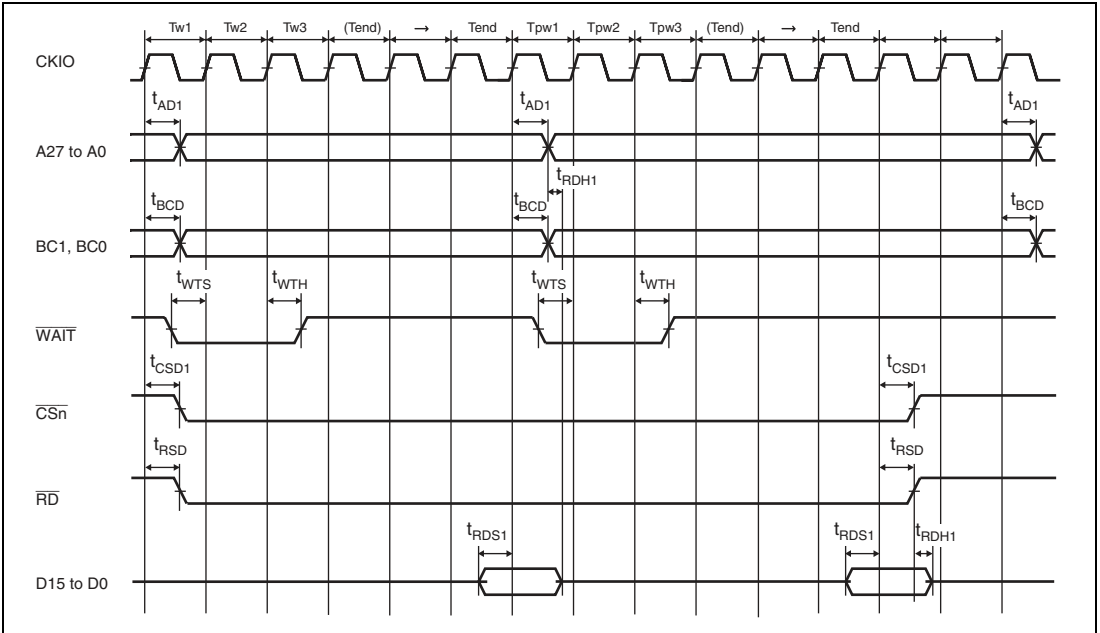 Tw1 Tw2 Tw3 (Tend) → Tend Tpw1 Tpw2 Tpw3 (Tend) → Tend
CKIO
tAD1 tAD1 tAD1
A27 to A0
tRDH1
tBCD tBCD tBCD
BC1, BC0
tWTS tWTH tWTS tWTH
WAIT
tCSD1 tCSD1
CSn
tRSD tRSD
RD
tRDS1 tRDS1 tRDH1
D15 to D0